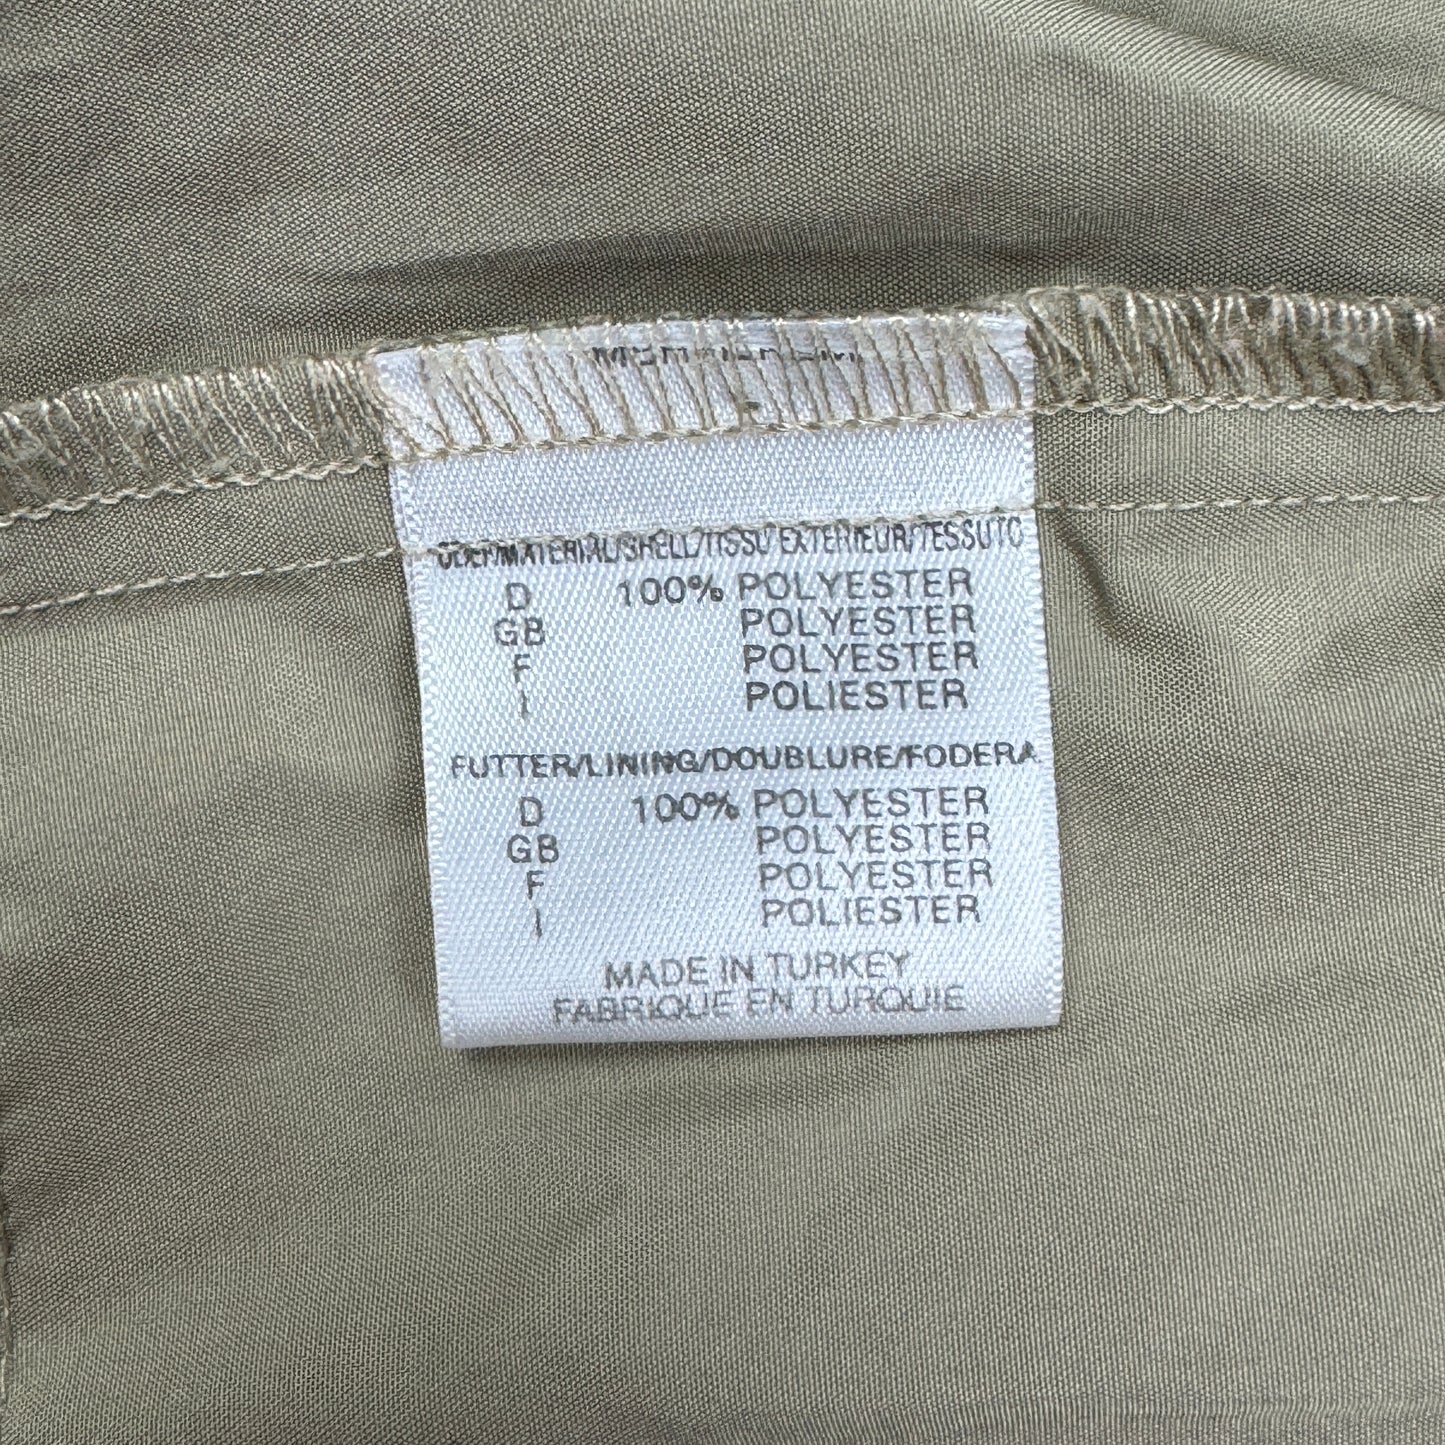 OBERMATERIAL/SHELL/TISSU EXTERIEUR/TESSUTO
D 100% POLYESTER
GB POLYESTER
F POLYESTER
I POLIESTER
FUTTER/LINING/DOUBLURE/FODERA
D 100% POLYESTER
GB POLYESTER
F POLYESTER
I POLIESTER
MADE IN TURKEY
FABRIQUE EN TURQUIE